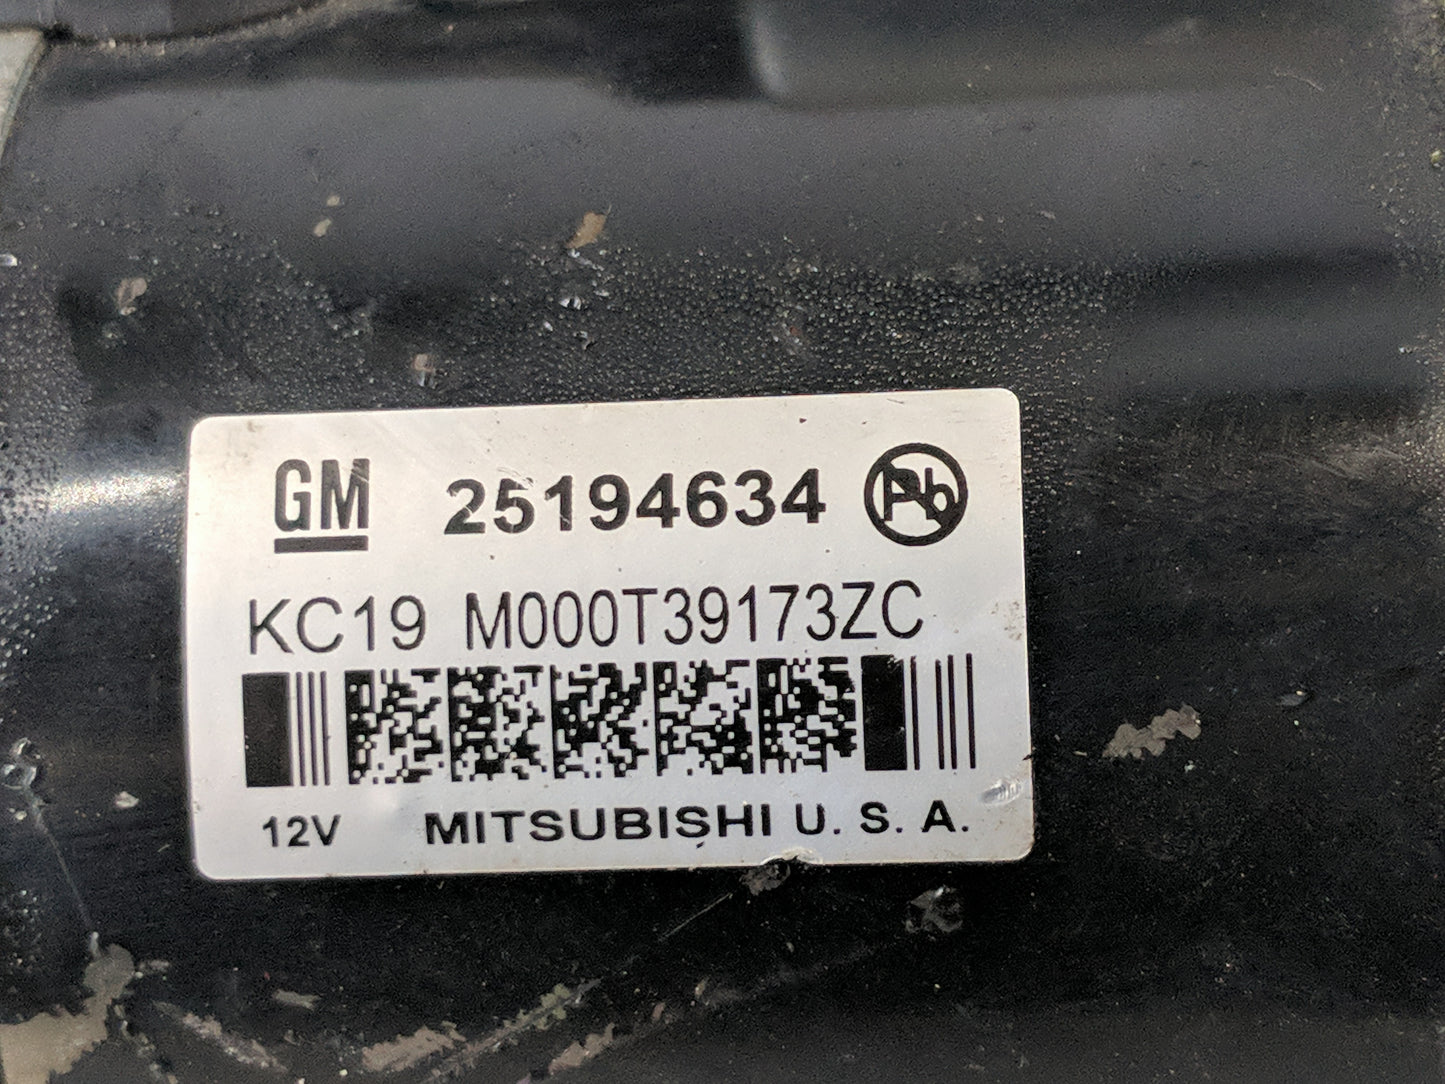 GM 25194634 Pb
KC19 M000T39173ZC
12V MITSUBISHI U. S. A.